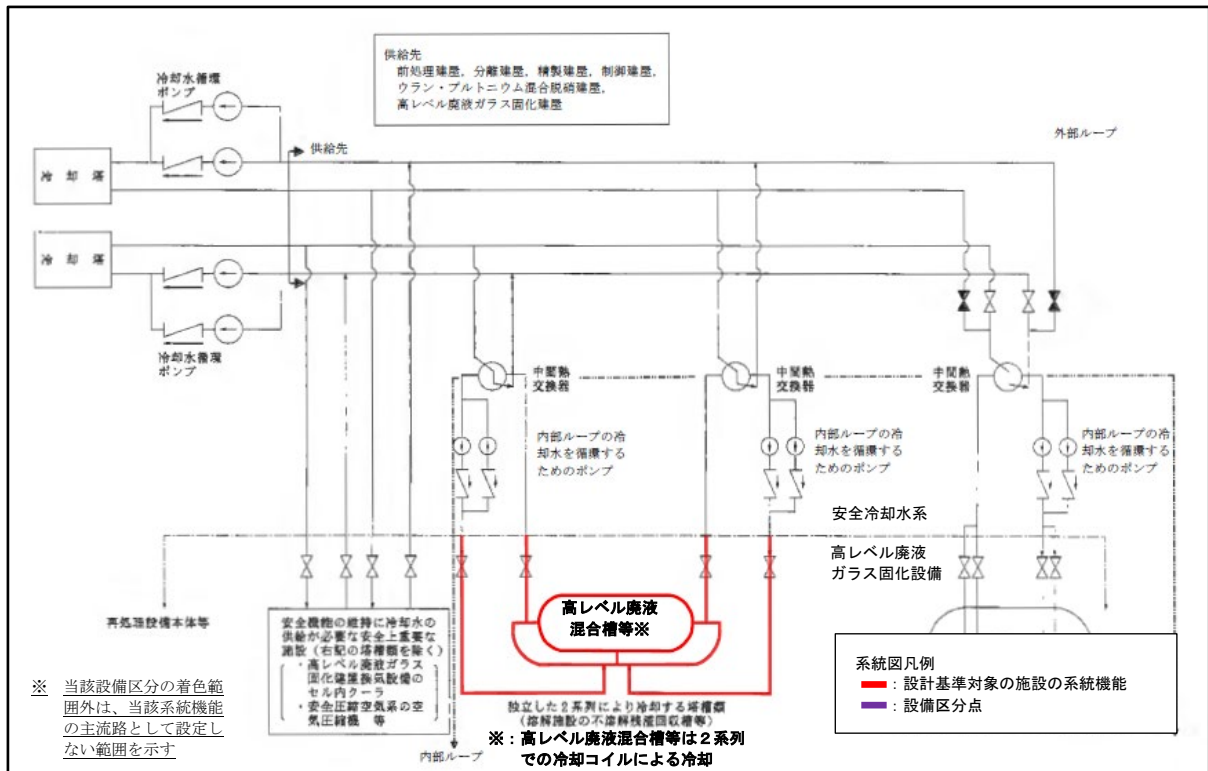 供給先
前処理建屋，分離建屋，精製建屋，制御建屋，
ウラン・プルトニウム混合脱硝建屋，
高レベル廃液ガラス固化建屋
冷却水循環
ポンプ
外部ループ
供給先
冷却塔
冷却塔
冷却水循環
ポンプ
中間熱
交換器
中間熱
交換器
中間熱
交換器
内部ループの冷
却水を循環する
ためのポンプ
内部ループの冷
却水を循環する
ためのポンプ
内部ループの冷
却水を循環する
ためのポンプ
安全冷却水系
高レベル廃液
ガラス固化設備
再処理設備本体等
安全機能の維持に冷却水の
供給が必要な安全上重要な
施設（右記の塔槽類を除く）
・高レベル廃液ガラス
固化建屋換気設備の
セル内クーラ
・安全圧縮空気系の空
気圧縮機　等
高レベル廃液
混合槽等※
独立した２系列により冷却する塔槽類
（溶解施設の不溶解残渣回収槽等）
※：高レベル廃液混合槽等は２系列
での冷却コイルによる冷却
内部ループ
※　当該設備区分の着色範
囲外は、当該系統機能
の主流路として設定し
ない範囲を示す
系統図凡例
：設計基準対象の施設の系統機能
：設備区分点